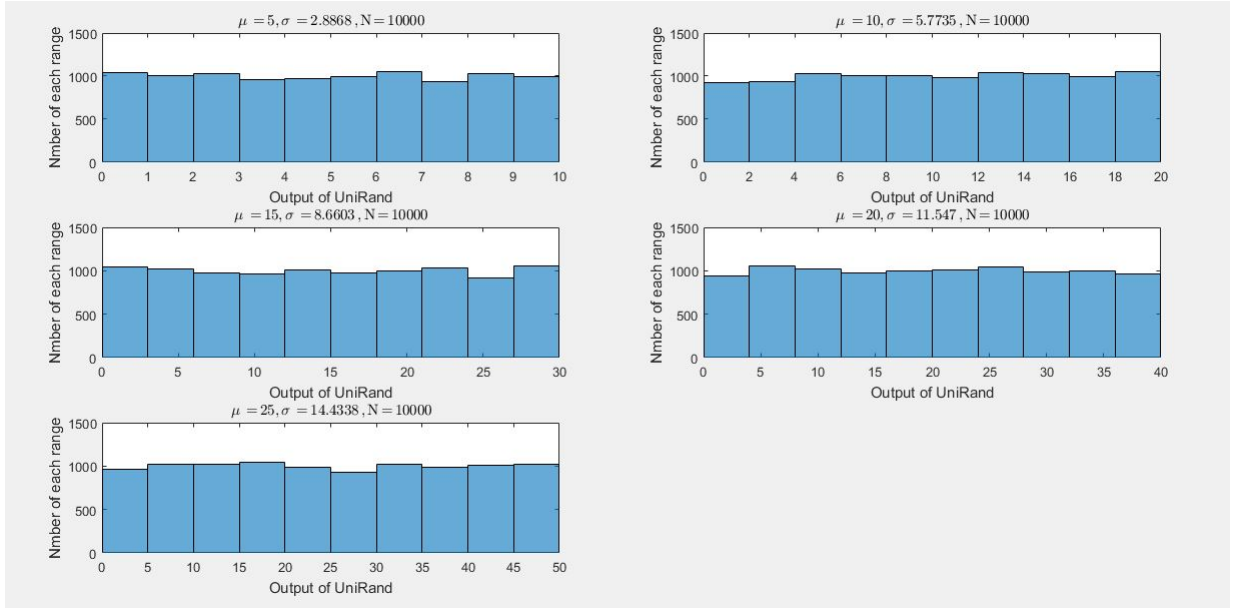 μ = 5, σ = 2.8868 , N = 10000
1500
1000
500
0
Nmber of each range
0 1 2 3 4 5 6 7 8 9 10
Output of UniRand
μ = 10, σ = 5.7735 , N = 10000
1500
1000
500
0
Nmber of each range
0 2 4 6 8 10 12 14 16 18 20
Output of UniRand
μ = 15, σ = 8.6603 , N = 10000
1500
1000
500
0
Nmber of each range
0 5 10 15 20 25 30
Output of UniRand
μ = 20, σ = 11.547 , N = 10000
1500
1000
500
0
Nmber of each range
0 5 10 15 20 25 30 35 40
Output of UniRand
μ = 25, σ = 14.4338 , N = 10000
1500
1000
500
0
Nmber of each range
0 5 10 15 20 25 30 35 40 45 50
Output of UniRand